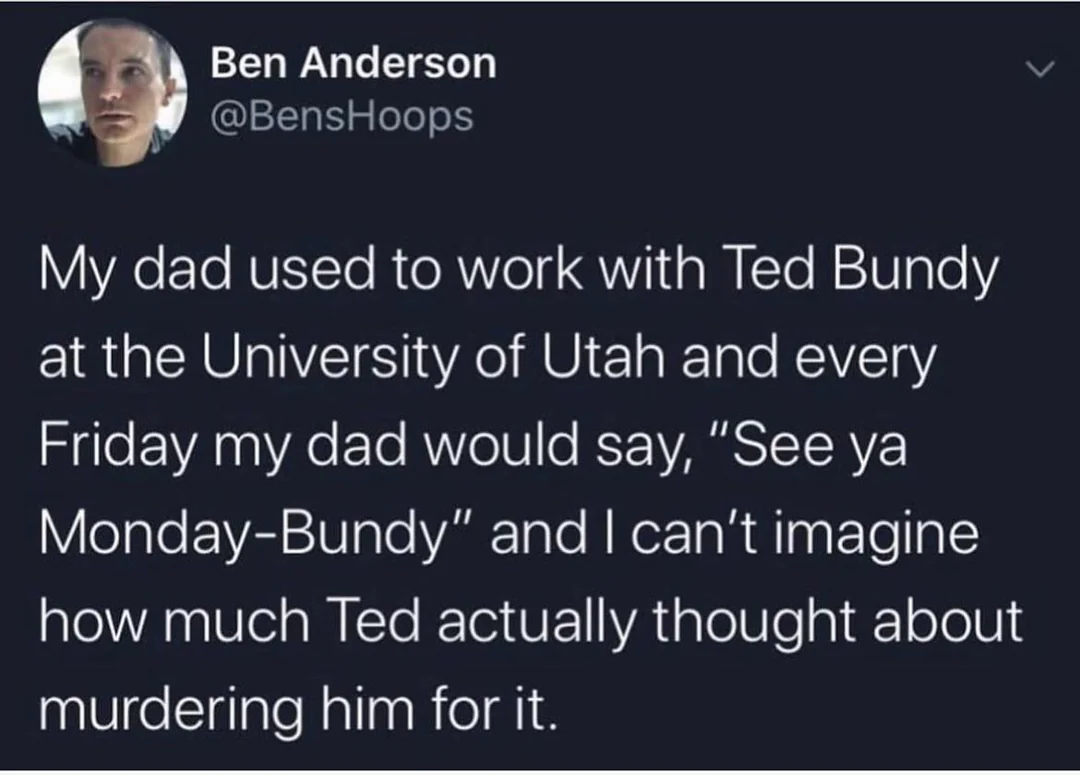 Ben Anderson
@BensHoops
My dad used to work with Ted Bundy
at the University of Utah and every
Friday my dad would say, "See ya
Monday-Bundy" and I can't imagine
how much Ted actually thought about
murdering him for it.